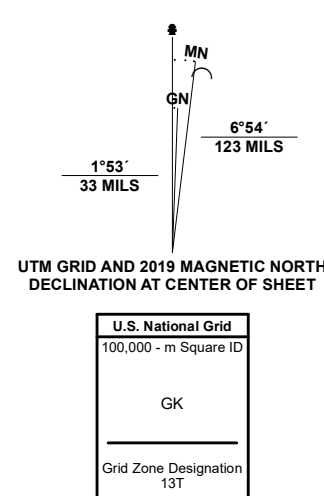 MN
GN
6°54´
123 MILS
1°53´
33 MILS
UTM GRID AND 2019 MAGNETIC NORTH
DECLINATION AT CENTER OF SHEET
U.S. National Grid
100,000 - m Square ID
GK
Grid Zone Designation
13T